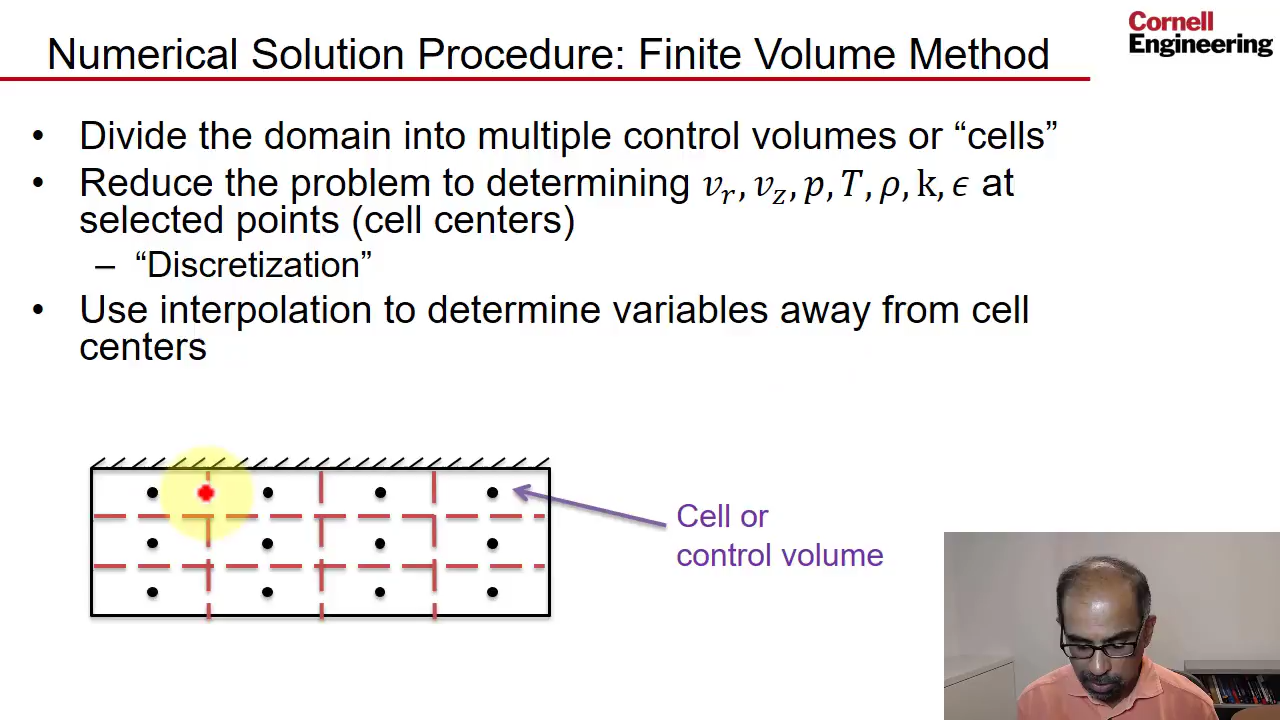 Cornell
Engineering
Numerical Solution Procedure: Finite Volume Method
• Divide the domain into multiple control volumes or “cells”
• Reduce the problem to determining 𝑣𝑟, 𝑣𝑧, 𝑝, 𝑇, 𝜌, k, 𝜖 at
selected points (cell centers)
– “Discretization”
• Use interpolation to determine variables away from cell
centers
Cell or
control volume